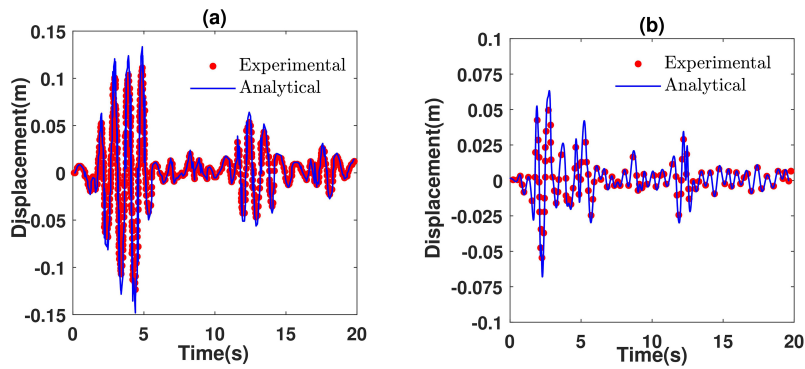 (a)
Displacement(m)
0.15
0.1
0.05
0
-0.05
-0.1
-0.15
Experimental
Analytical
0 5 10 15 20
Time(s)
(b)
Displacement(m)
0.1
0.075
0.05
0.025
0
-0.025
-0.05
-0.075
-0.1
Experimental
Analytical
0 5 10 15 20
Time(s)